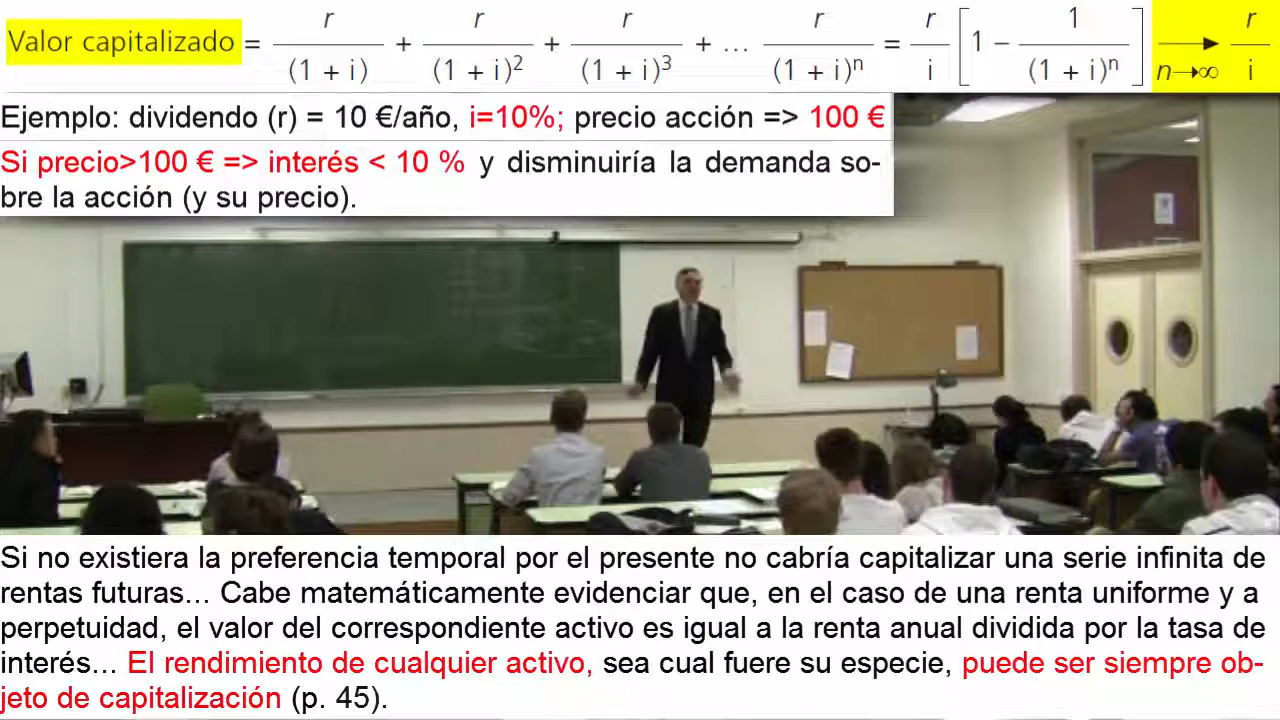 Valor capitalizado = r/(1 + i) + r/(1 + i)² + r/(1 + i)³ + ... r/(1 + i)ⁿ = r/i [1 − 1/(1 + i)ⁿ] → n→∞ r/i
Ejemplo: dividendo (r) = 10 €/año, i=10%; precio acción => 100 €
Si precio>100 € => interés < 10 % y disminuiría la demanda so-
bre la acción (y su precio).
Si no existiera la preferencia temporal por el presente no cabría capitalizar una serie infinita de
rentas futuras... Cabe matemáticamente evidenciar que, en el caso de una renta uniforme y a
perpetuidad, el valor del correspondiente activo es igual a la renta anual dividida por la tasa de
interés... El rendimiento de cualquier activo, sea cual fuere su especie, puede ser siempre ob-
jeto de capitalización (p. 45).